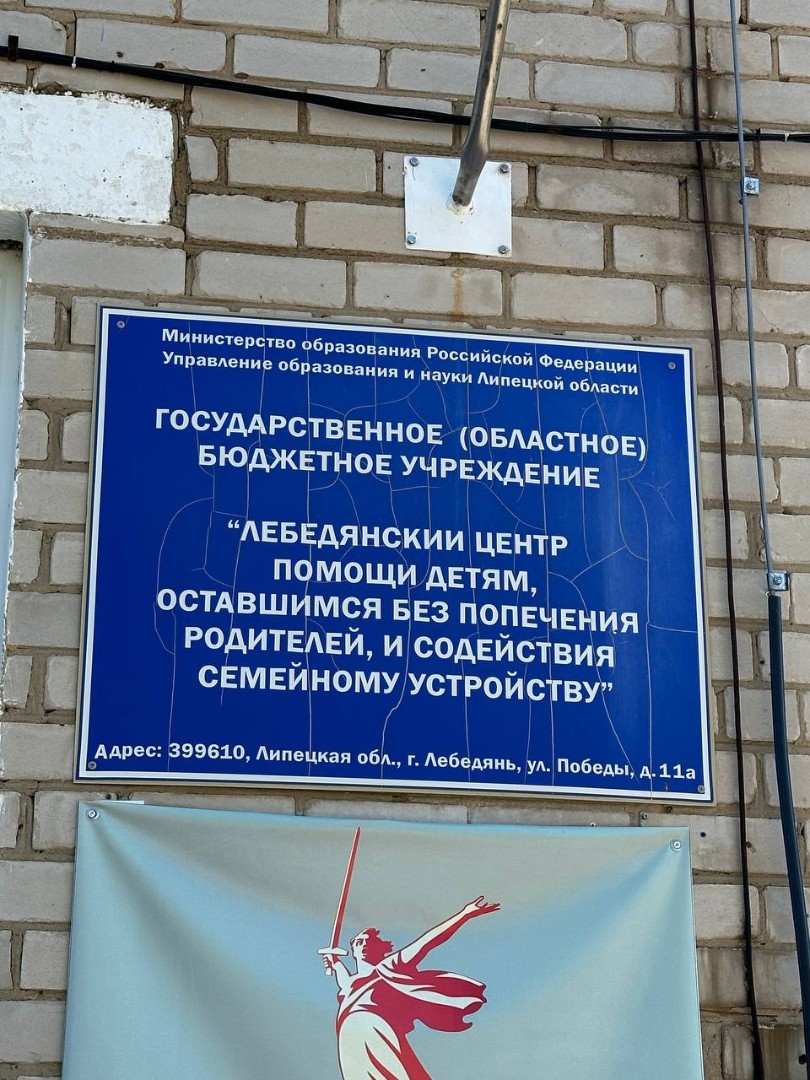 Министерство образования Российской Федерации
Управление образования и науки Липецкой области
ГОСУДАРСТВЕННОЕ (ОБЛАСТНОЕ)
БЮДЖЕТНОЕ УЧРЕЖДЕНИЕ
“ЛЕБЕДЯНСКИИ ЦЕНТР
ПОМОЩИ ДЕТЯМ,
ОСТАВШИМСЯ БЕЗ ПОПЕЧЕНИЯ
РОДИТЕЛЕЙ, И СОДЕЙСТВИЯ
СЕМЕЙНОМУ УСТРОЙСТВУ”
Адрес: 399610, Липецкая обл., г. Лебедянь, ул. Победы, д.11а